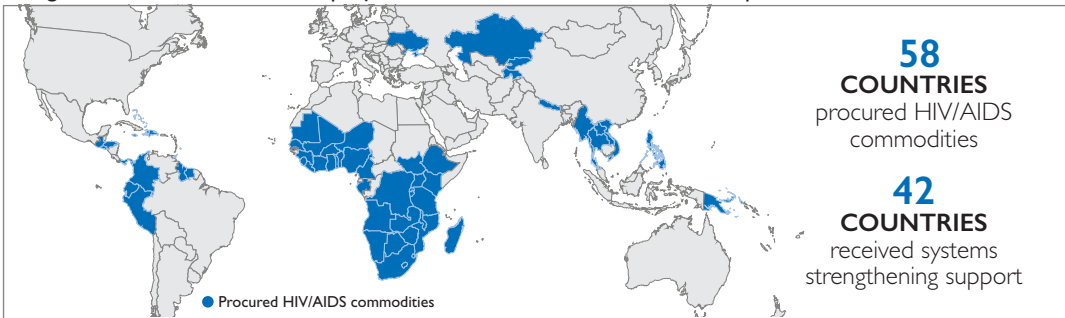 58
COUNTRIES
procured HIV/AIDS
commodities
42
COUNTRIES
received systems
strengthening support
Procured HIV/AIDS commodities